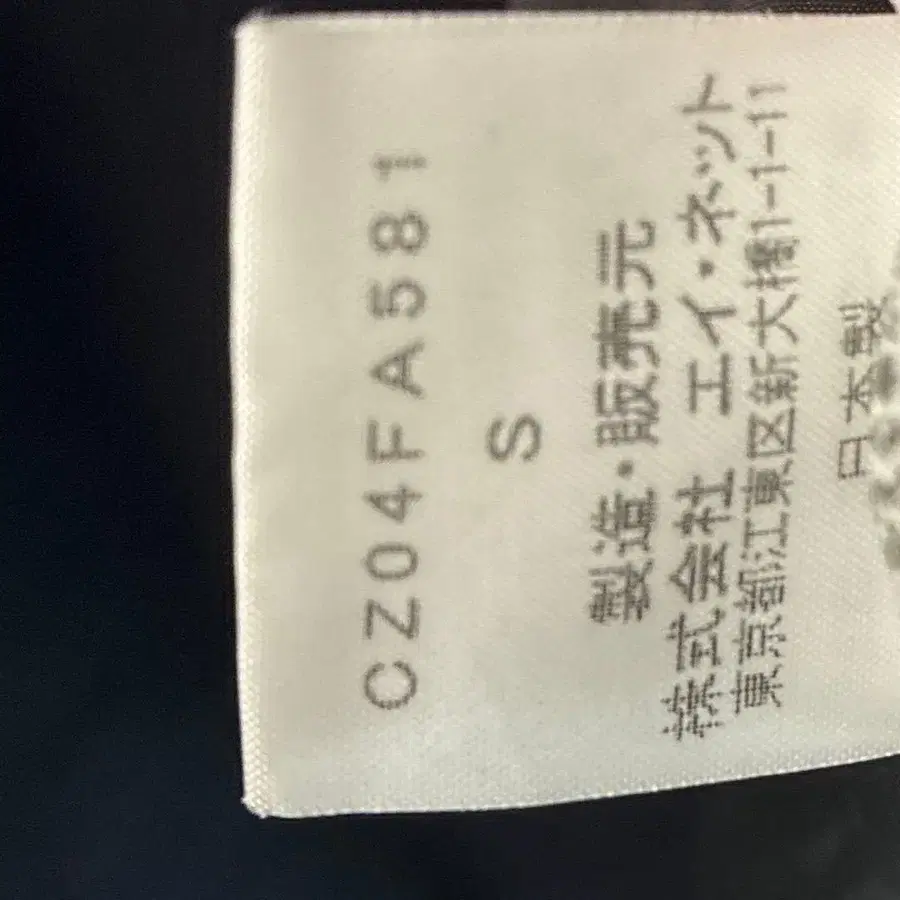 CZ04FA581
S
製造・販売元
株式会社 エイ・ネット
東京都江東区新大橋1-1-11
日本製